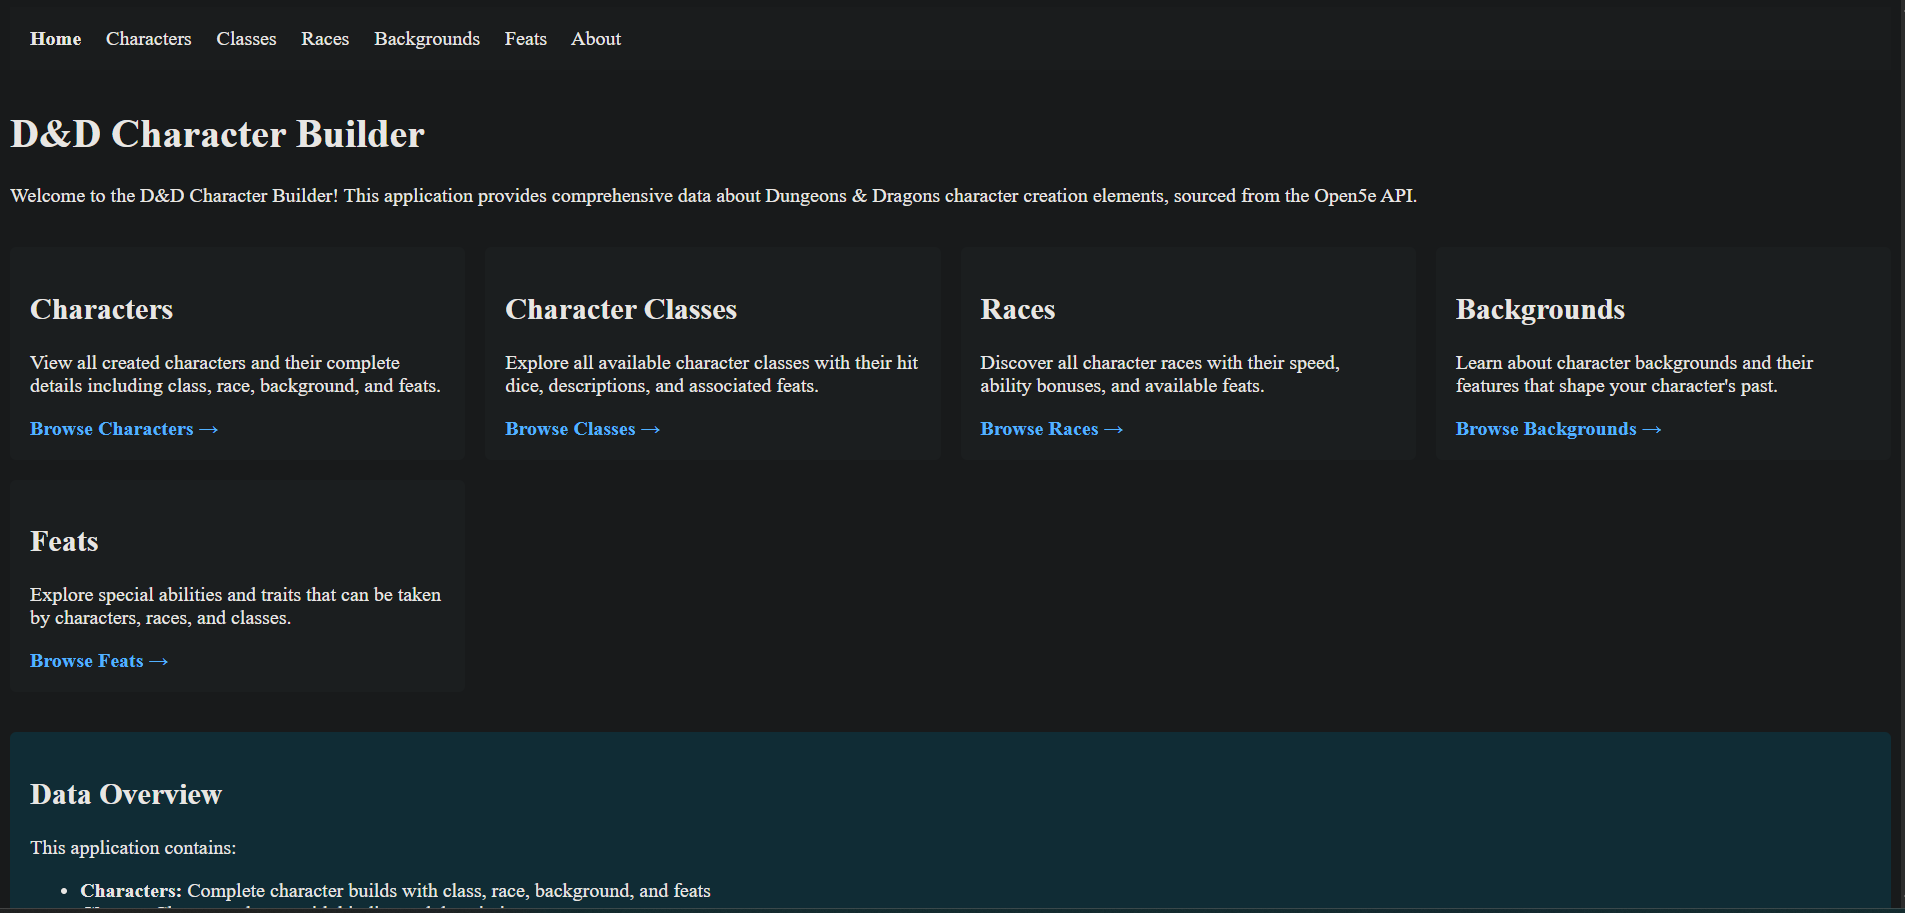 Home Characters Classes Races Backgrounds Feats About
D&D Character Builder
Welcome to the D&D Character Builder! This application provides comprehensive data about Dungeons & Dragons character creation elements, sourced from the Open5e API.
Characters
View all created characters and their complete
details including class, race, background, and feats.
Browse Characters →
Character Classes
Explore all available character classes with their hit
dice, descriptions, and associated feats.
Browse Classes →
Races
Discover all character races with their speed,
ability bonuses, and available feats.
Browse Races →
Backgrounds
Learn about character backgrounds and their
features that shape your character's past.
Browse Backgrounds →
Feats
Explore special abilities and traits that can be taken
by characters, races, and classes.
Browse Feats →
Data Overview
This application contains:
• Characters: Complete character builds with class, race, background, and feats